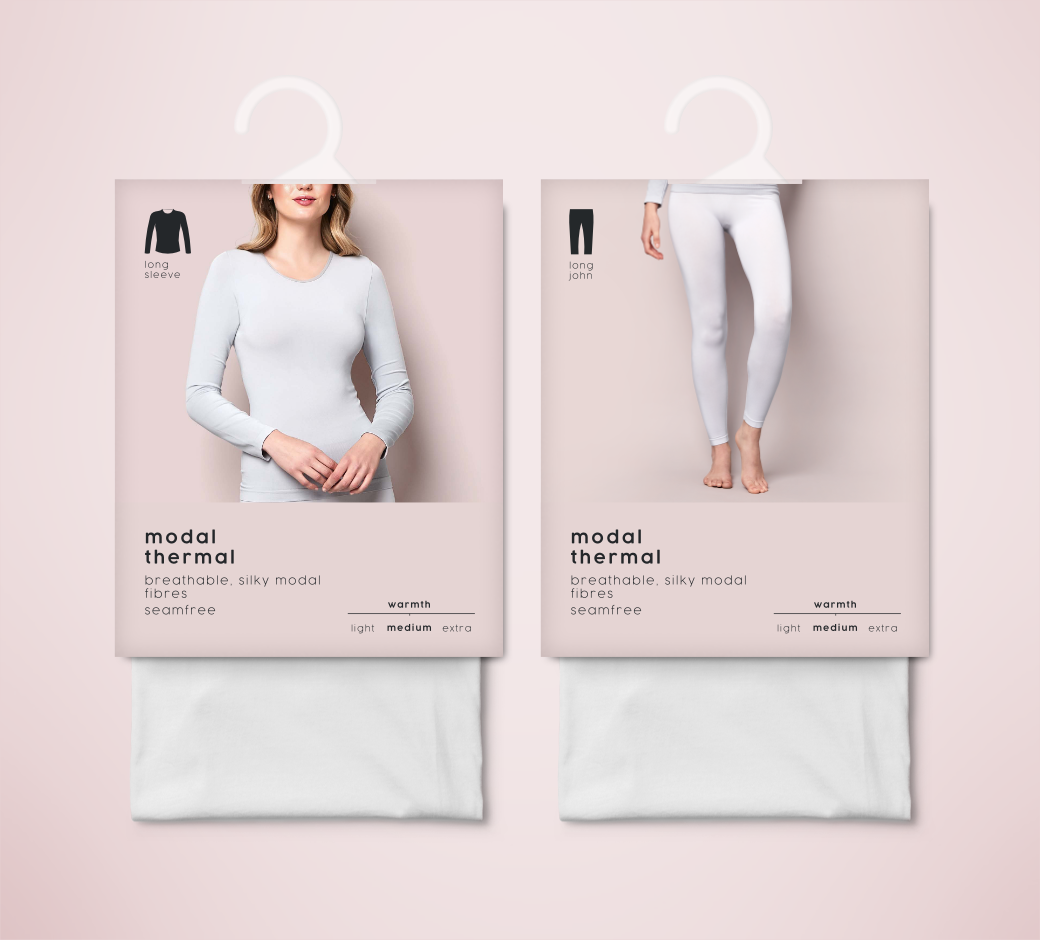 long
sleeve
modal
thermal
breathable, silky modal
fibres
seamfree
warmth
light medium extra
long
john
modal
thermal
breathable, silky modal
fibres
seamfree
warmth
light medium extra